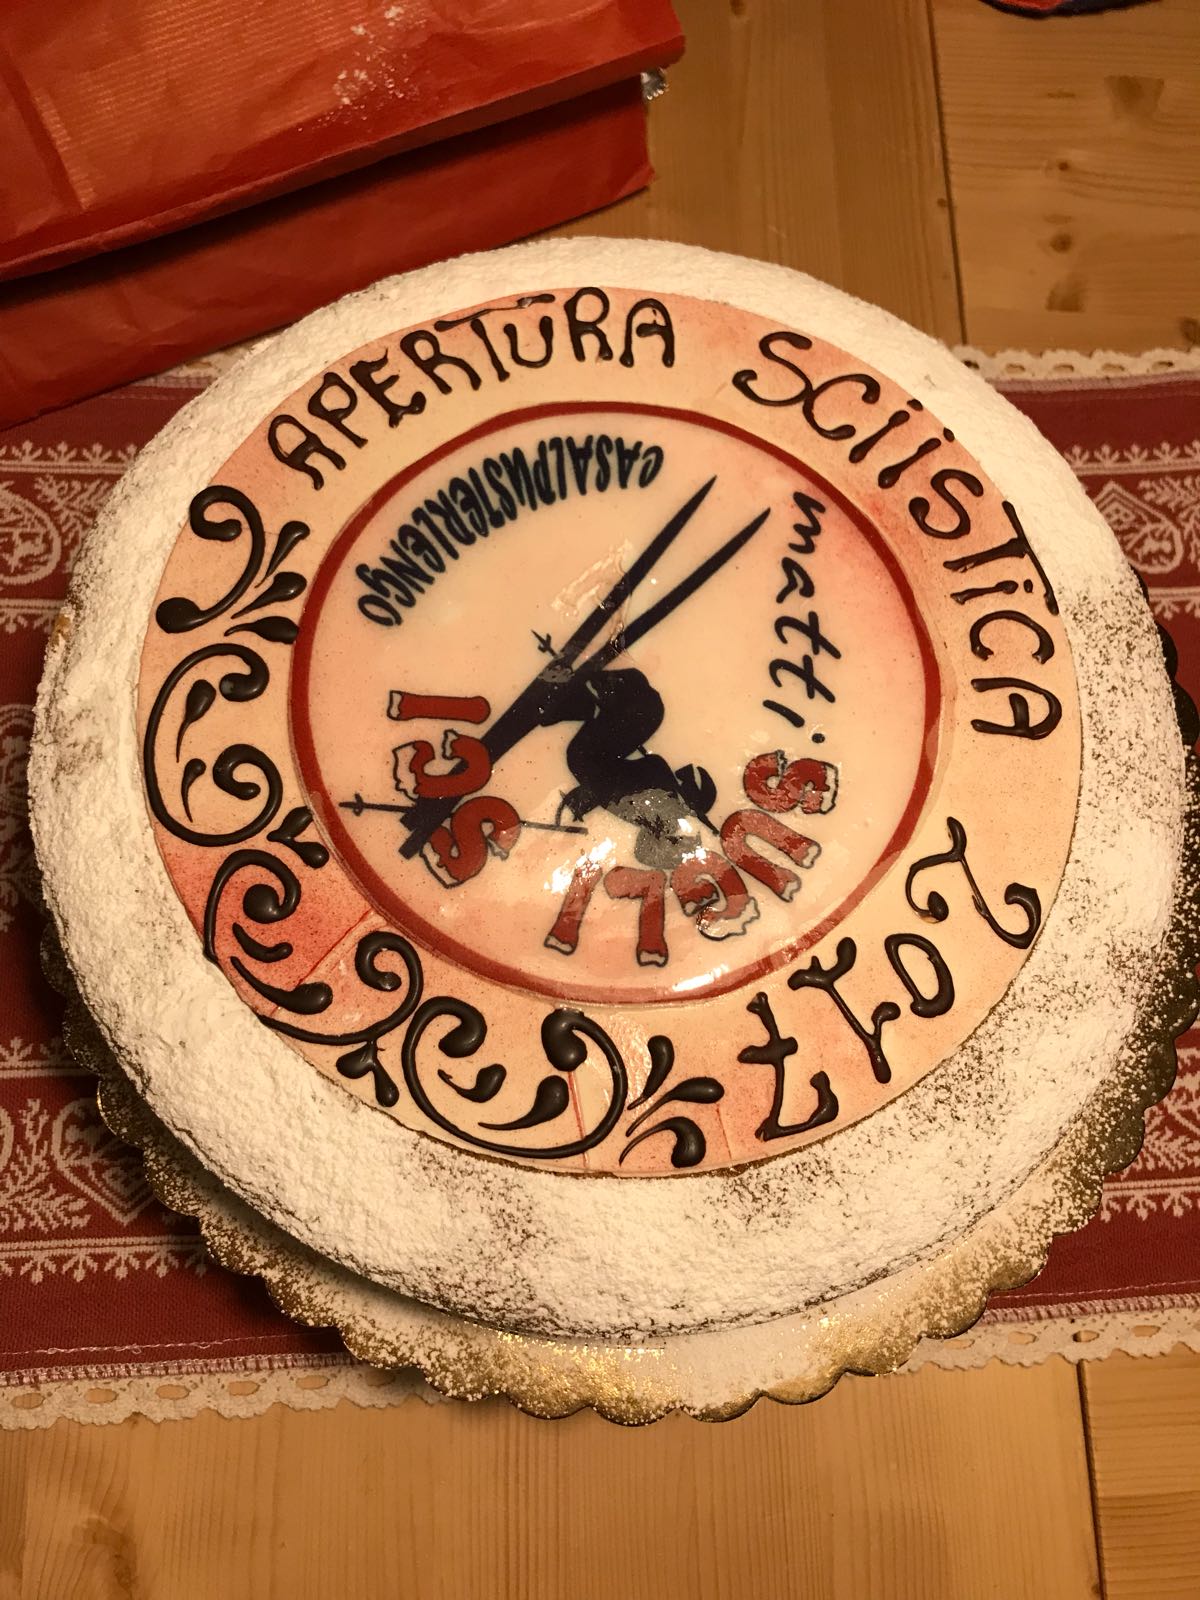 APERTURA SCIISTICA 2017
matti
SUGLI
SCI
CASALPUSTERLENGO